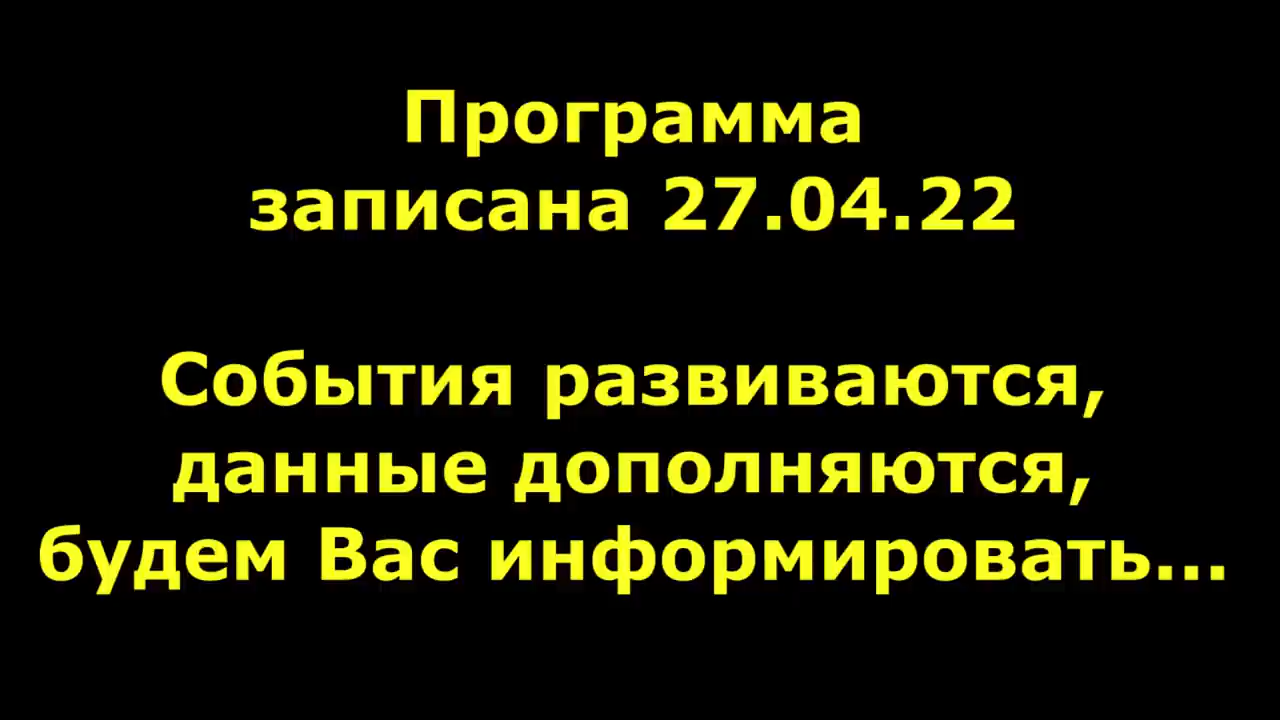 Программа
записана 27.04.22
События развиваются,
данные дополняются,
будем Вас информировать...